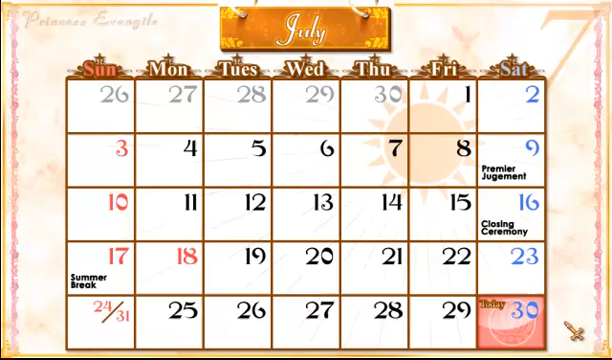 Princess Evangile
July
7
Sun Mon Tues Wed Thu Fri Sat
26 27 28 29 30 1 2
3 4 5 6 7 8 9
Premier
Jugement
10 11 12 13 14 15 16
Closing
Ceremony
17 18 19 20 21 22 23
Summer
Break
24/31 25 26 27 28 29 Today 30